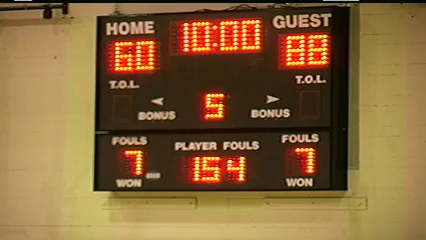 HOME 10:00 GUEST
60 88
T.O.L. T.O.L.
BONUS 5 BONUS
FOULS PLAYER FOULS FOULS
7 154 7
WON WON